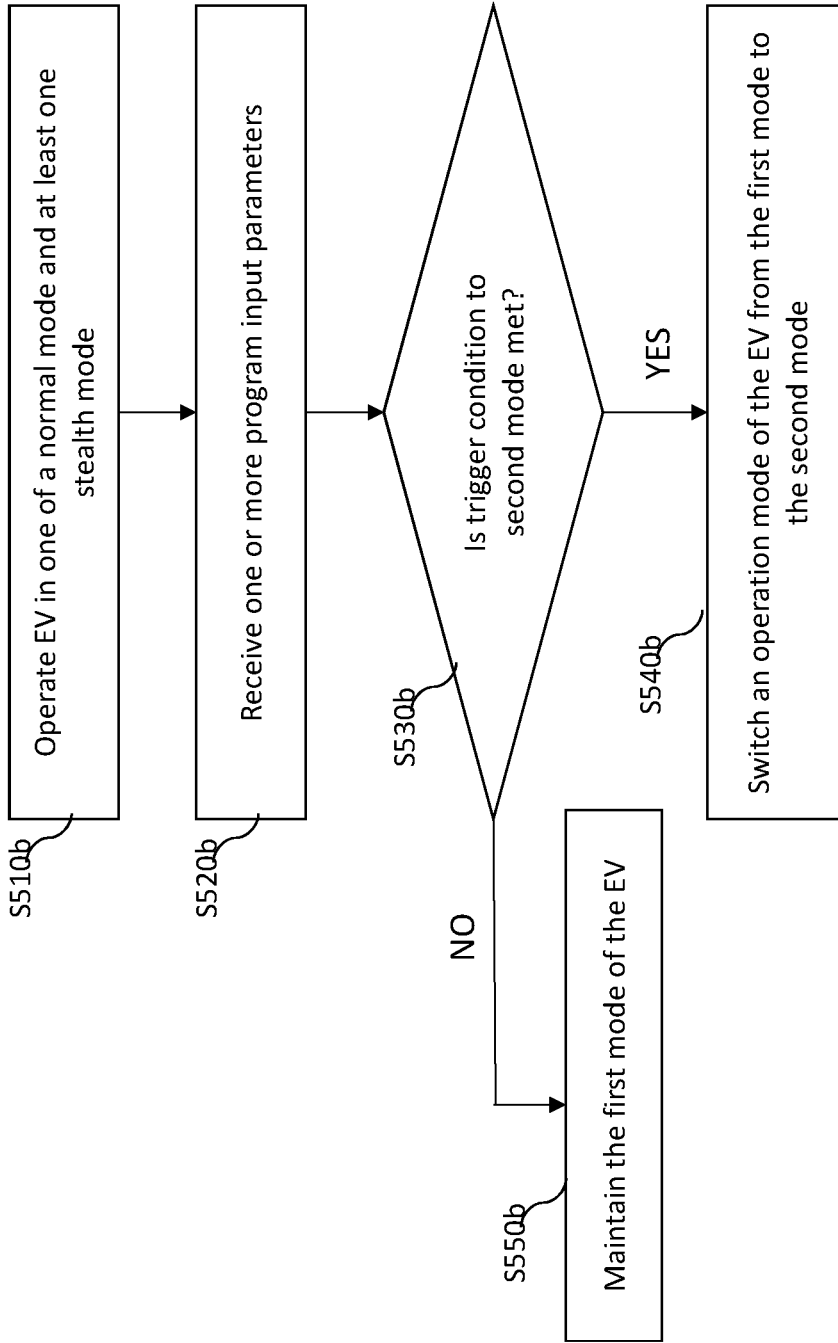 S510b
Operate EV in one of a normal mode and at least one
stealth mode
S520b
Receive one or more program input parameters
S530b
Is trigger condition to
second mode met?
NO
YES
S550b
Maintain the first mode of the EV
S540b
Switch an operation mode of the EV from the first mode to
the second mode